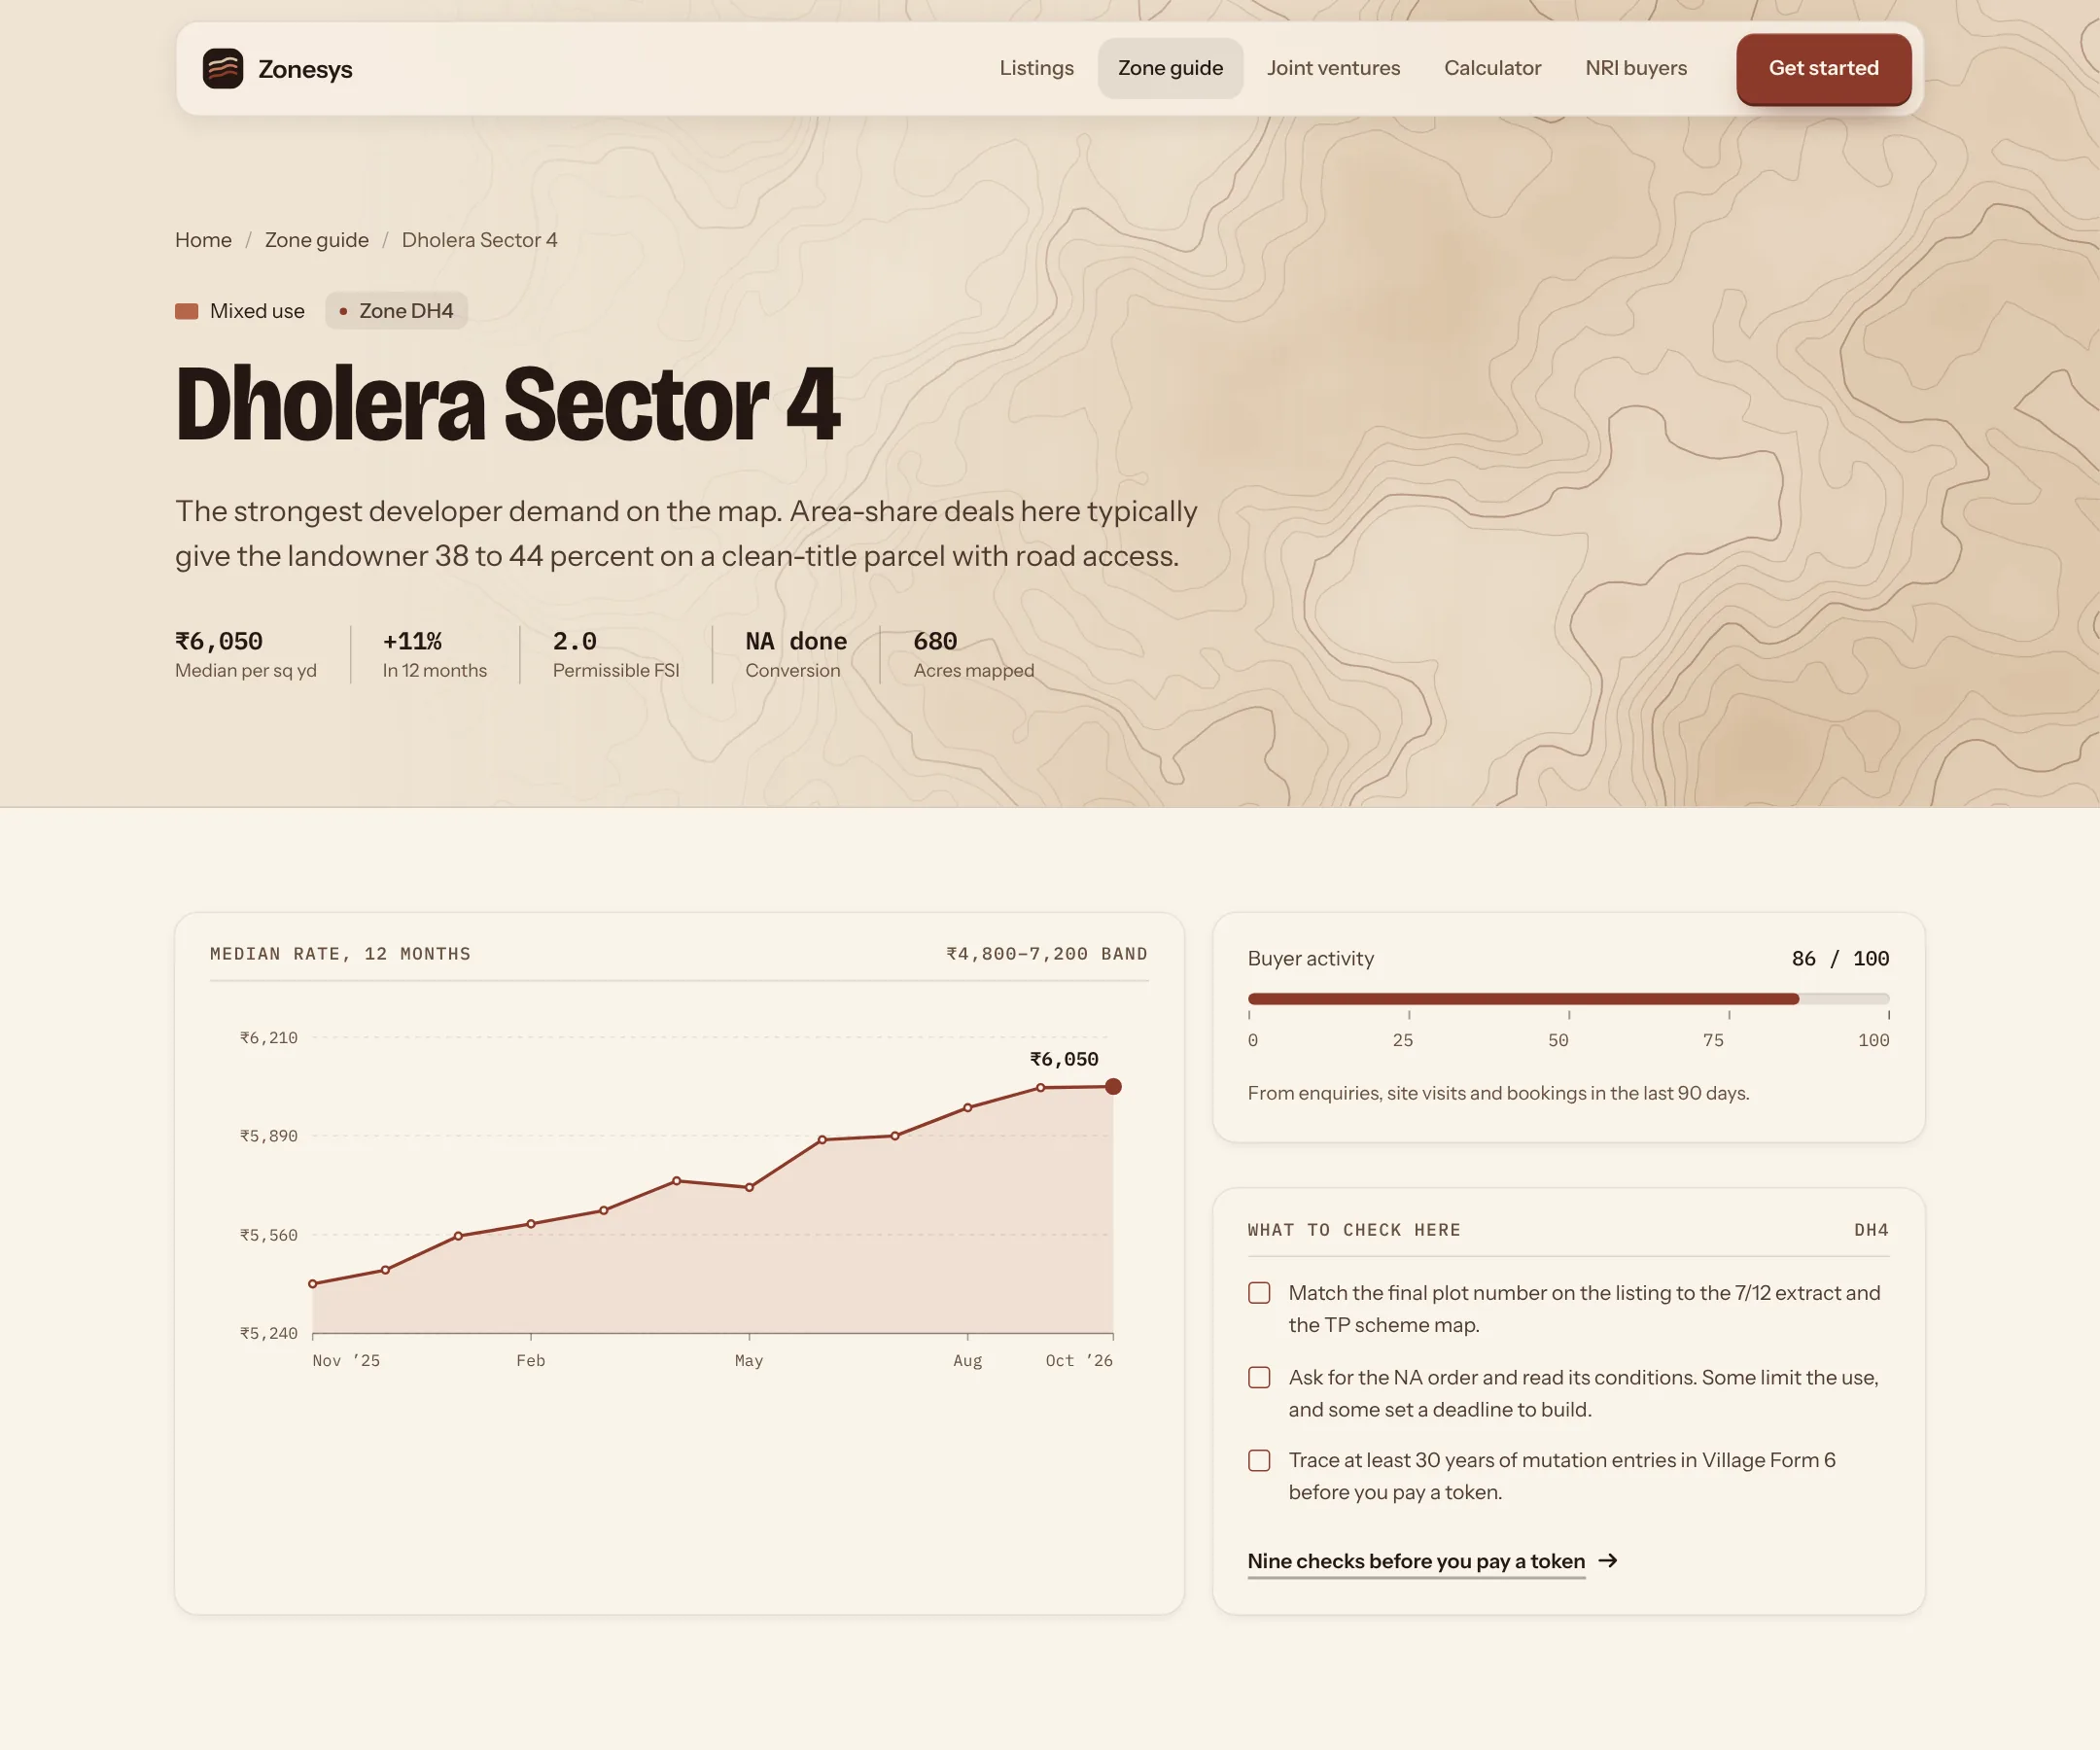 Zonesys
Listings
Zone guide
Joint ventures
Calculator
NRI buyers
Get started
Home / Zone guide / Dholera Sector 4
Mixed use
Zone DH4
Dholera Sector 4
The strongest developer demand on the map. Area-share deals here typically
give the landowner 38 to 44 percent on a clean-title parcel with road access.
₹6,050
Median per sq yd
+11%
In 12 months
2.0
Permissible FSI
NA done
Conversion
680
Acres mapped
MEDIAN RATE, 12 MONTHS
₹4,800–7,200 BAND
₹6,210
₹5,890
₹5,560
₹5,240
₹6,050
Nov ’25
Feb
May
Aug
Oct ’26
Buyer activity
86 / 100
0 25 50 75 100
From enquiries, site visits and bookings in the last 90 days.
WHAT TO CHECK HERE
DH4
Match the final plot number on the listing to the 7/12 extract and
the TP scheme map.
Ask for the NA order and read its conditions. Some limit the use,
and some set a deadline to build.
Trace at least 30 years of mutation entries in Village Form 6
before you pay a token.
Nine checks before you pay a token →